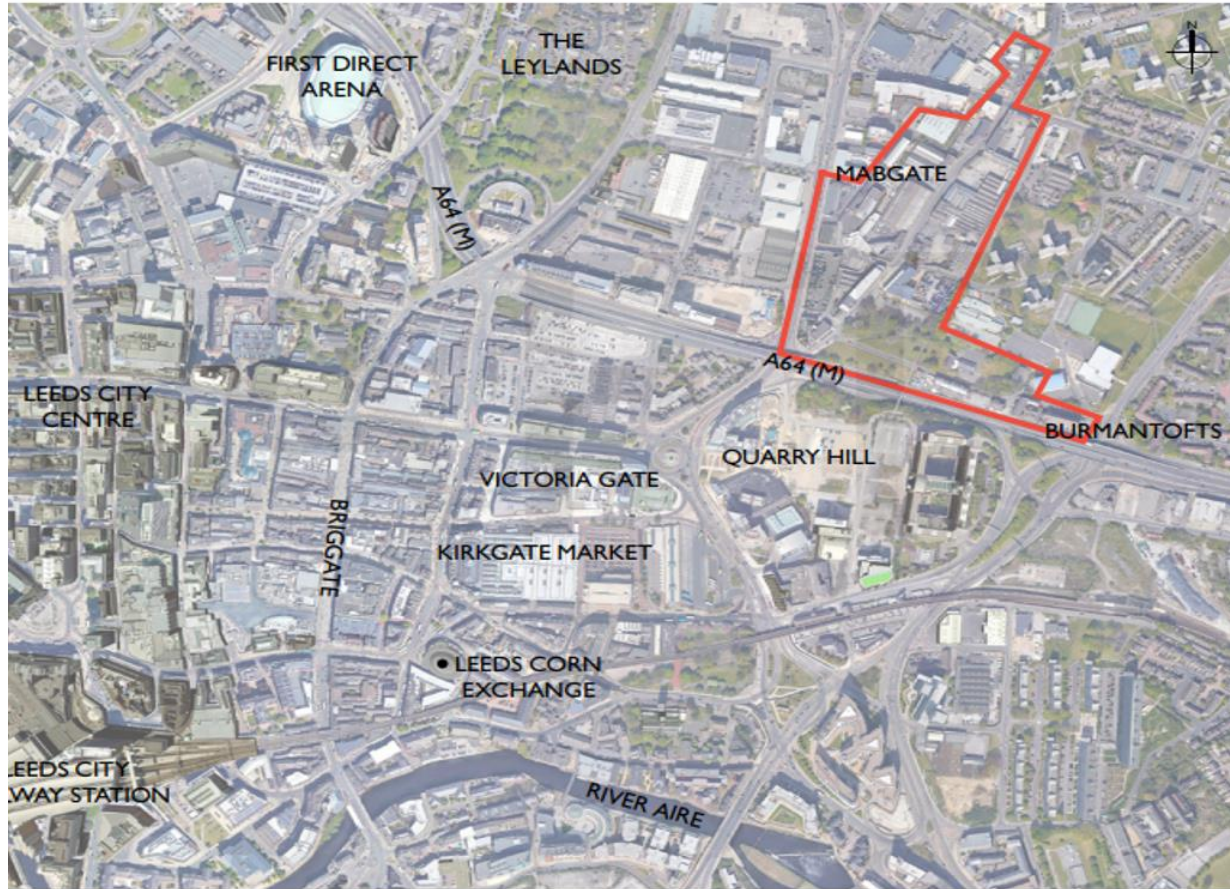 N
THE
LEYLANDS
FIRST DIRECT
ARENA
MABGATE
A64 (M)
A64 (M)
LEEDS CITY
CENTRE
BURMANTOFTS
QUARRY HILL
VICTORIA GATE
BRIGGATE
KIRKGATE MARKET
LEEDS CORN
EXCHANGE
LEEDS CITY
WAY STATION
RIVER AIRE